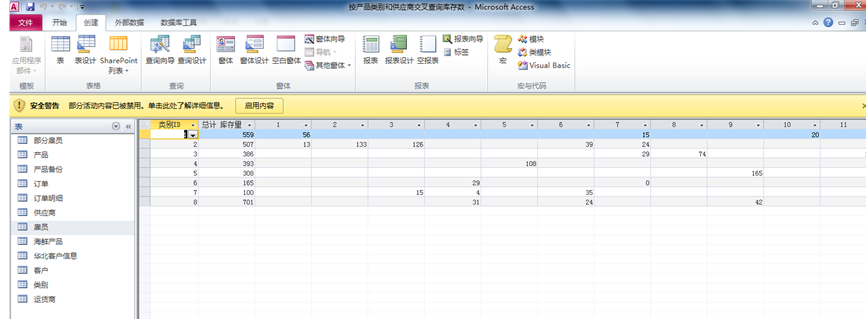 按产品类别和供应商交叉查询库存数 - Microsoft Access
文件 开始 创建 外部数据 数据库工具
应用程序部件 表 表设计 SharePoint 列表 查询向导 查询设计 窗体 窗体设计 空白窗体 窗体向导 导航 其他窗体 报表 报表设计 空报表 报表向导 标签 宏 模块 类模块 Visual Basic
模板 表格 查询 窗体 报表 宏与代码
安全警告 部分活动内容已被禁用。单击此处了解详细信息。 启用内容
表
部分雇员
产品
产品备份
订单
订单明细
供应商
雇员
海鲜产品
华北客户信息
客户
类别
运货商
类别ID 总计 库存量 1 2 3 4 5 6 7 8 9 10 11
559 56 15 20
2 507 13 133 126 39 24
3 386 29 74
4 393 108
5 308 165
6 165 29 0
7 100 15 4 35
8 701 31 24 42